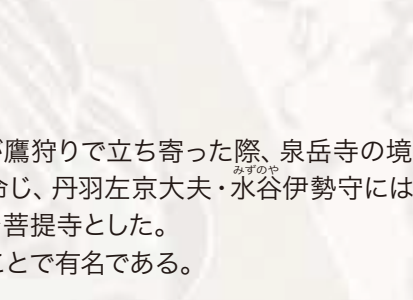 鷹狩りで立ち寄った際、泉岳寺の境
命じ、丹羽左京大夫・水谷伊勢守には
菩提寺とした。
ことで有名である。